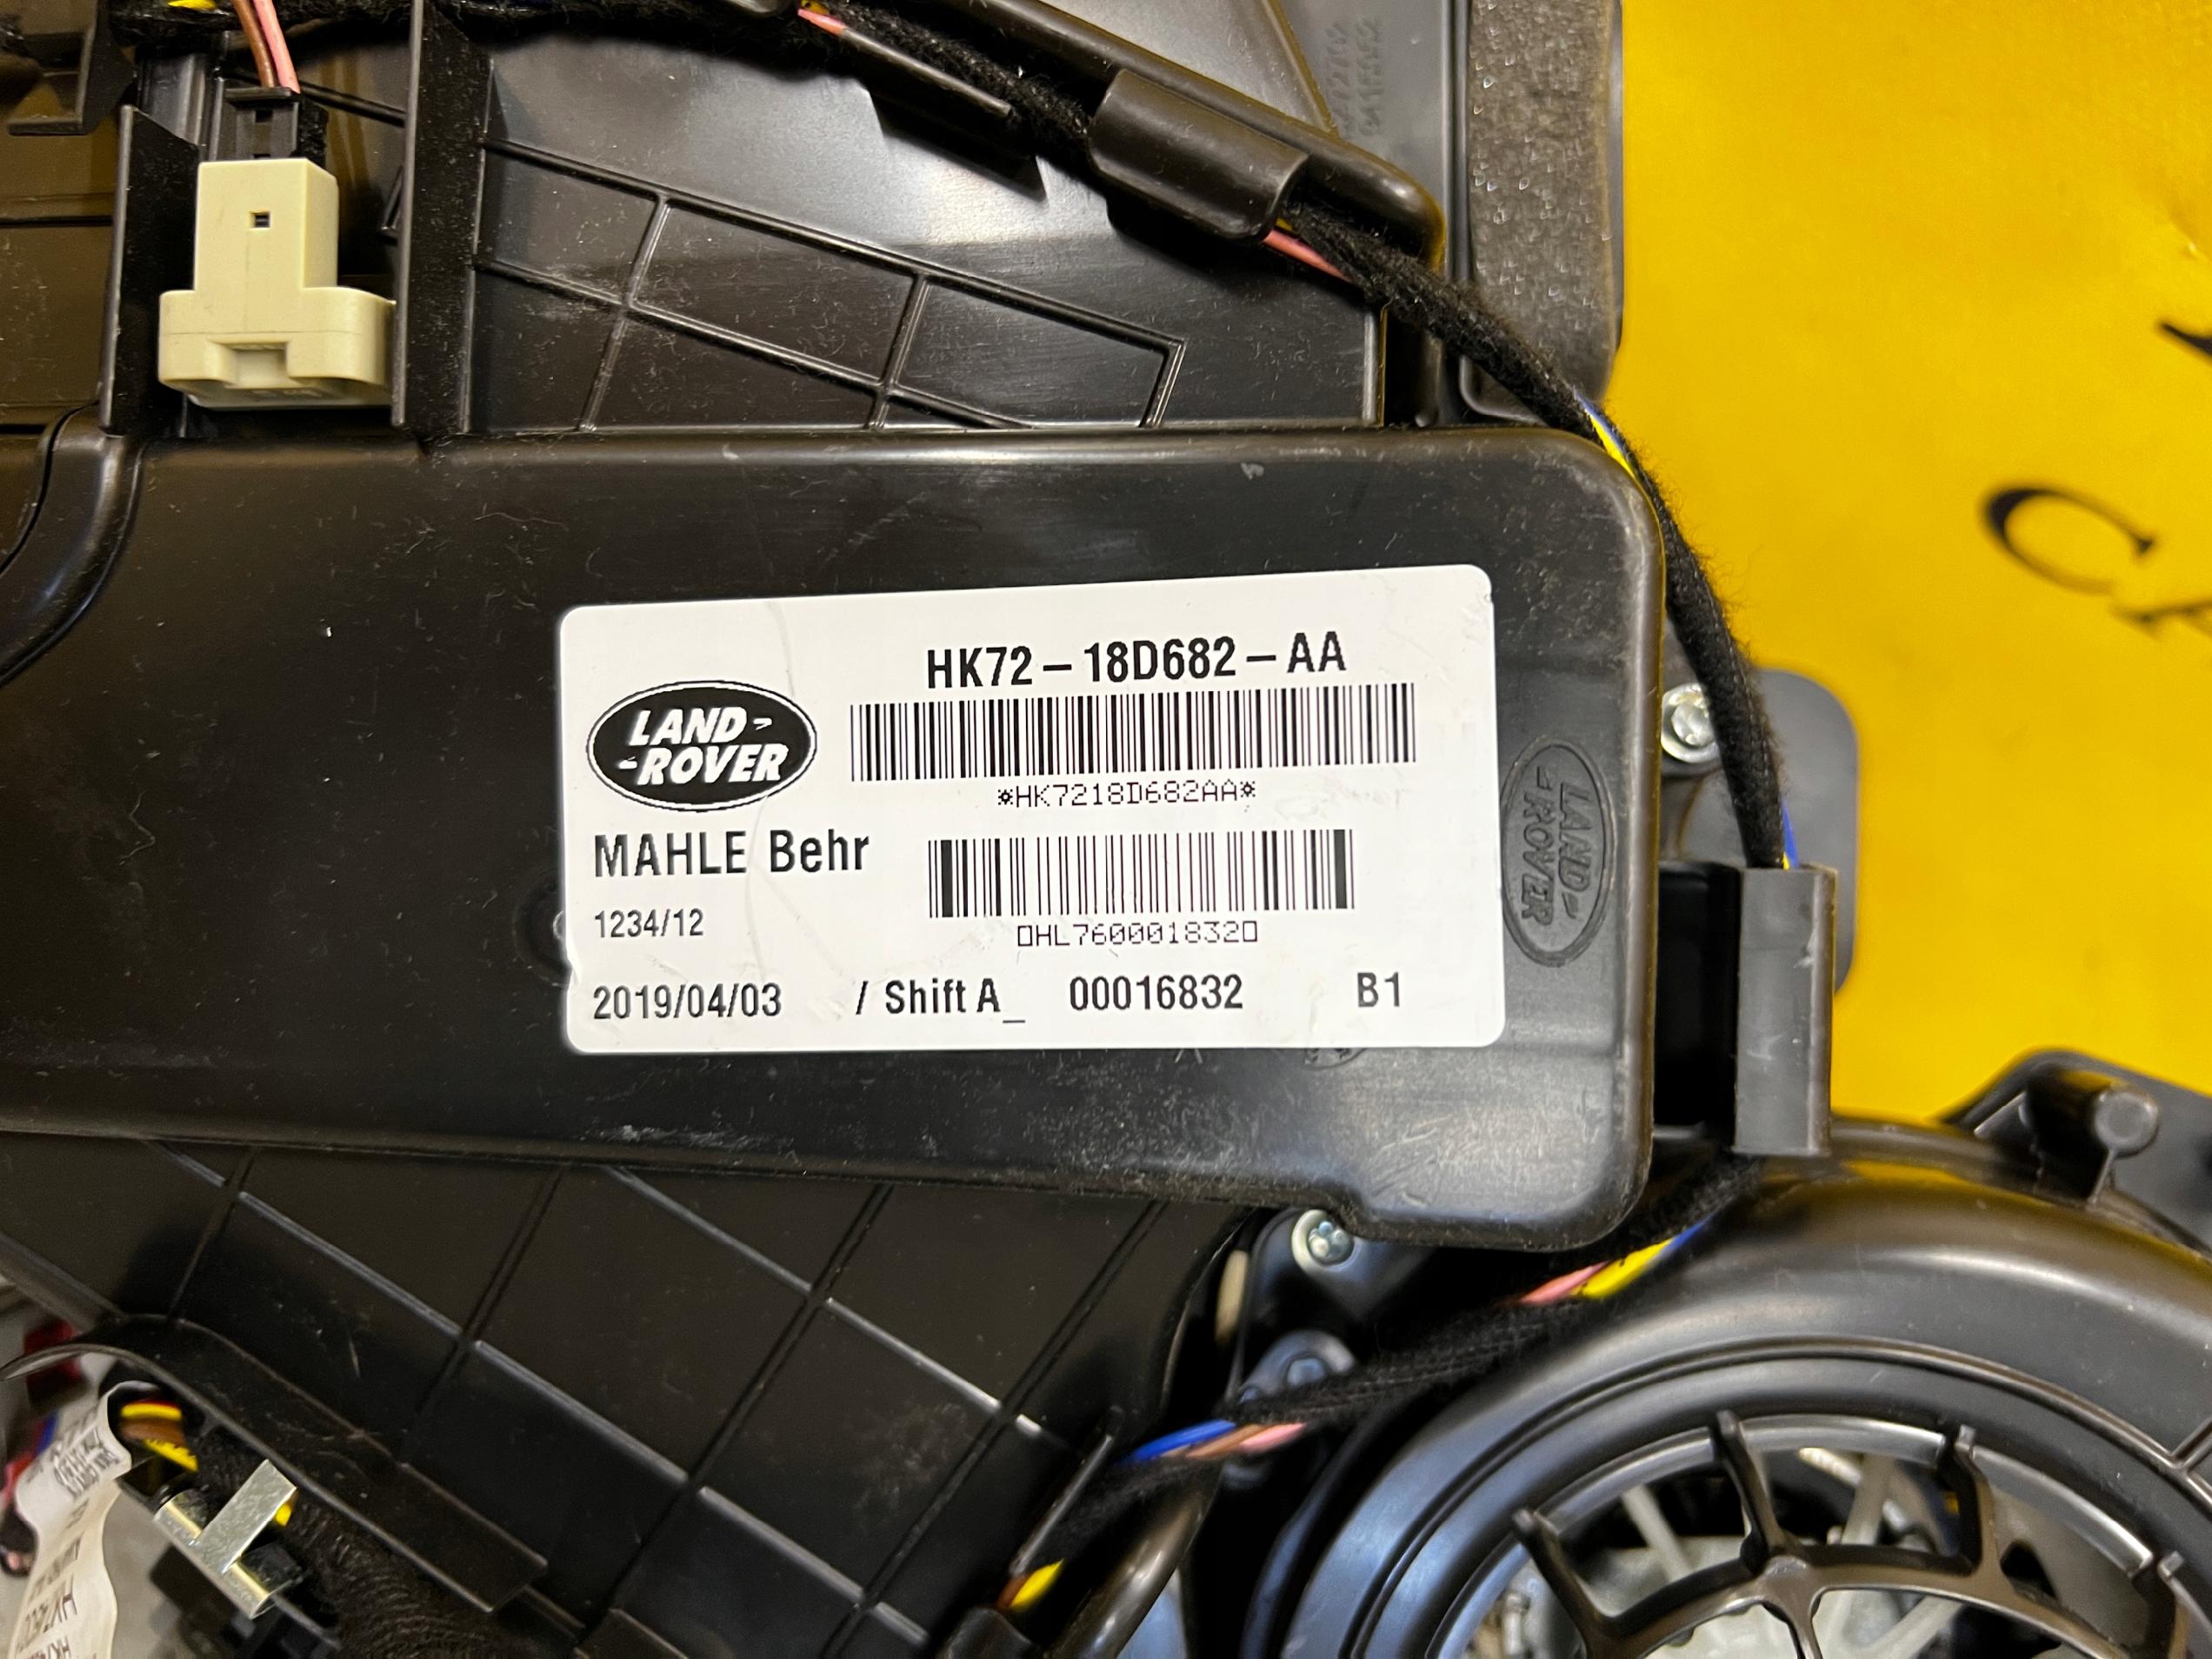 HK72-18D682-AA
LAND-
-ROVER
*HK7218D682AA*
MAHLE Behr
1234/12
▯HL760001832▯
2019/04/03 / Shift A_ 00016832 B1
LAND-
-ROVER